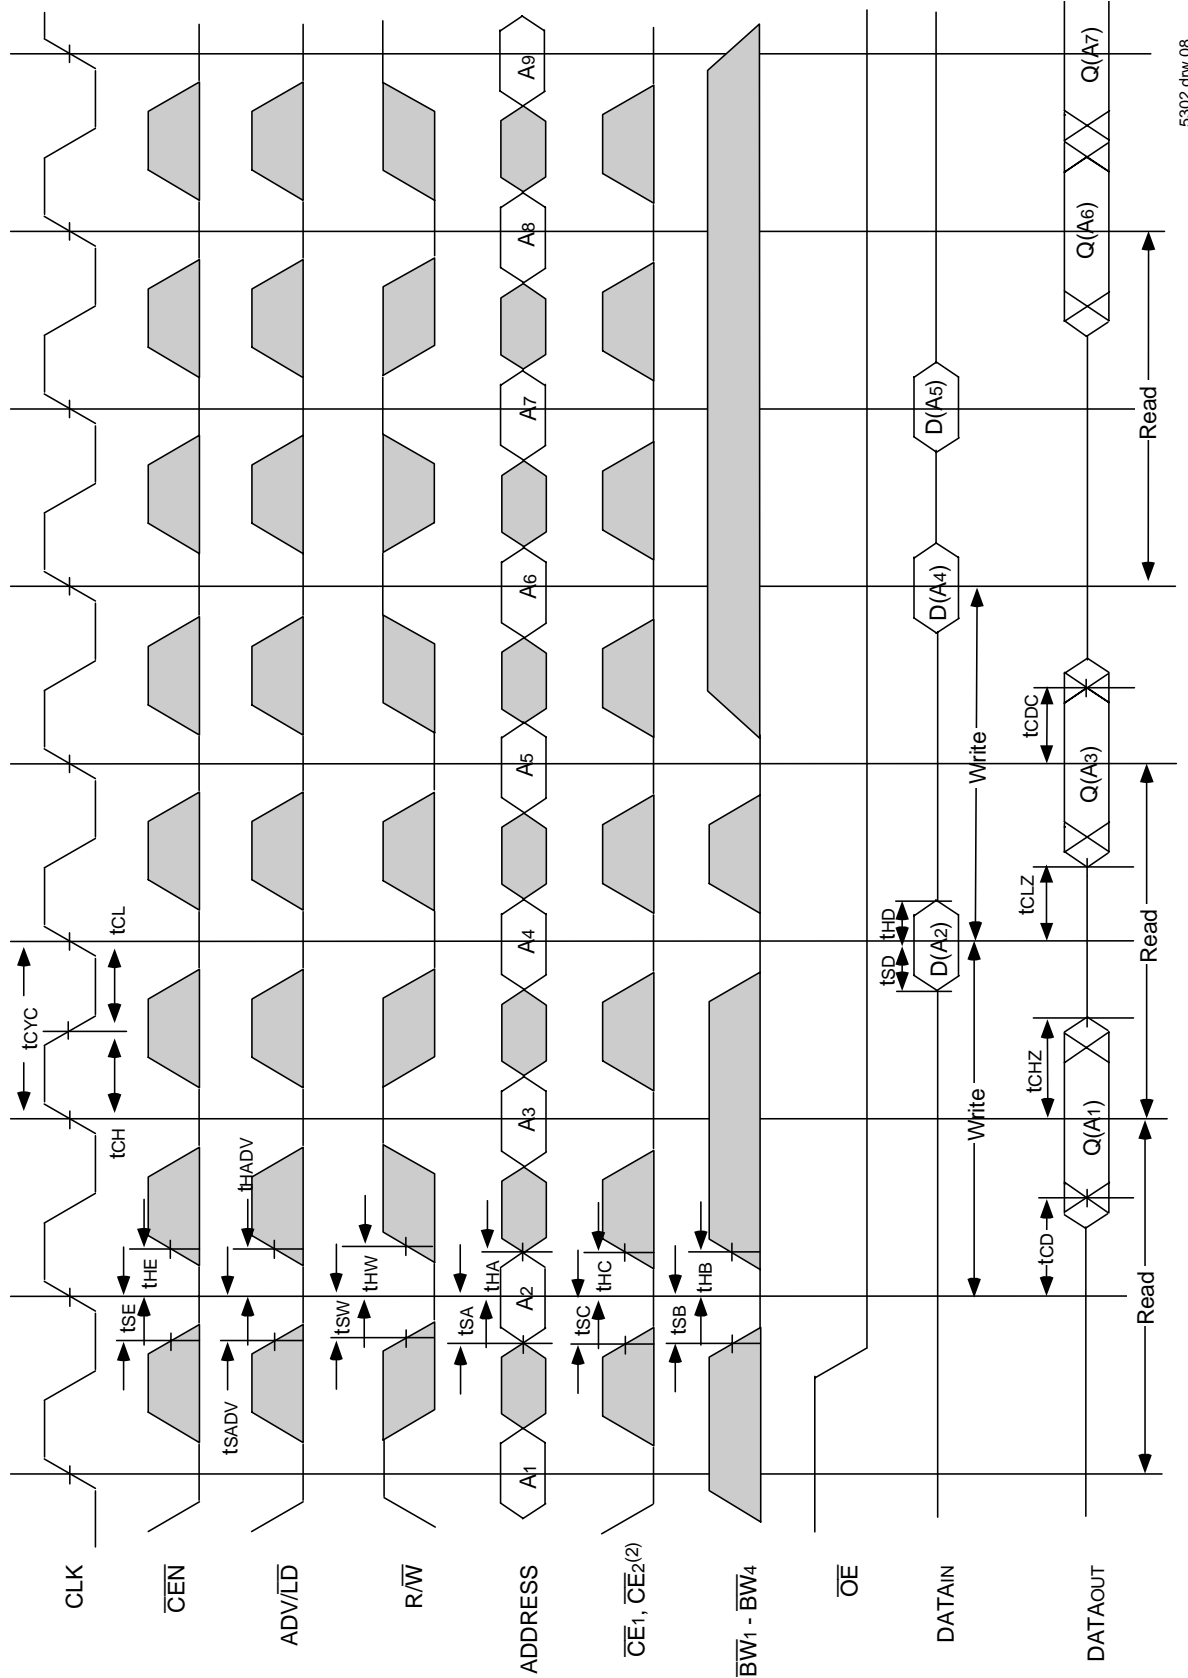 CLK
tCYC
tCH
tCL
CEN
tSE
tHE
ADV/LD
tSADV
tHADV
R/W
tSW
tHW
ADDRESS
A1
A2
A3
A4
A5
A6
A7
A8
A9
tSA
tHA
CE1, CE2(2)
tSC
tHC
BW1 - BW4
tSB
tHB
OE
DATAIN
tSD
tHD
D(A2)
D(A4)
D(A5)
Write
Write
DATAOUT
tCD
tCHZ
tCLZ
tCDC
Q(A1)
Q(A3)
Q(A6)
Q(A7)
Read
Read
Read
5302 drw 08